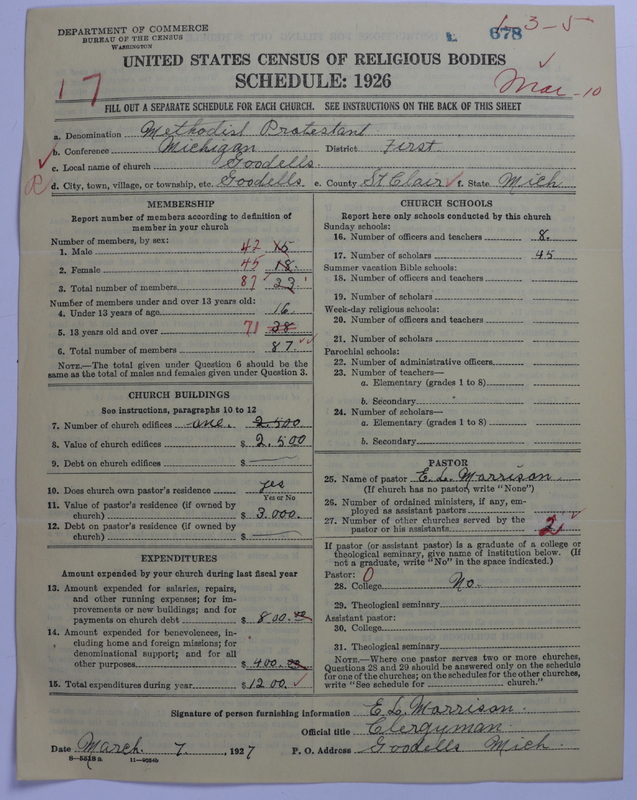 DEPARTMENT OF COMMERCE
BUREAU OF THE CENSUS
WASHINGTON
678
1-3-5
UNITED STATES CENSUS OF RELIGIOUS BODIES
SCHEDULE: 1926
17
Mar-10
FILL OUT A SEPARATE SCHEDULE FOR EACH CHURCH. SEE INSTRUCTIONS ON THE BACK OF THIS SHEET
a. Denomination Methodist Protestant
b. Conference Michigan District First
c. Local name of church Goodells.
R d. City, town, village, or township, etc. Goodells e. County St Clair f. State Mich
MEMBERSHIP
Report number of members according to definition of
member in your church
Number of members, by sex:
1. Male 42 15
2. Female 45 18.
3. Total number of members 87
Number of members under and over 13 years old:
4. Under 13 years of age 16.
5. 13 years old and over 71 38
6. Total number of members 87.
NOTE.—The total given under Question 6 should be
the same as the total of males and females given under Question 3.
CHURCH BUILDINGS
See instructions, paragraphs 10 to 12
7. Number of church edifices one. 2.500
8. Value of church edifices $ 2.500
9. Debt on church edifices $
10. Does church own pastor's residence yes
Yes or No
11. Value of pastor's residence (if owned by
church) $ 3.000.
12. Debt on pastor's residence (if owned by
church) $
EXPENDITURES
Amount expended by your church during last fiscal year
13. Amount expended for salaries, repairs,
and other running expenses; for im-
provements or new buildings; and for
payments on church debt $ 800.00
14. Amount expended for benevolences, in-
cluding home and foreign missions; for
denominational support; and for all
other purposes $ 400.00
15. Total expenditures during year $ 1200.
CHURCH SCHOOLS
Report here only schools conducted by this church
Sunday schools:
16. Number of officers and teachers 8.
17. Number of scholars 45
Summer vacation Bible schools:
18. Number of officers and teachers
19. Number of scholars
Week-day religious schools:
20. Number of officers and teachers
21. Number of scholars
Parochial schools:
22. Number of administrative officers
23. Number of teachers—
a. Elementary (grades 1 to 8)
b. Secondary
24. Number of scholars—
a. Elementary (grades 1 to 8)
b. Secondary
PASTOR
25. Name of pastor E. L. Morrison
(If church has no pastor, write "None")
26. Number of ordained ministers, if any, em-
ployed as assistant pastors
27. Number of other churches served by the
pastor or his assistants 2
If pastor (or assistant pastor) is a graduate of a college or
theological seminary, give name of institution below. (If
not a graduate, write "No" in the space indicated.)
Pastor: 0
28. College No.
29. Theological seminary
Assistant pastor:
30. College
31. Theological seminary
NOTE.—Where one pastor serves two or more churches,
Questions 28 and 29 should be answered only on the schedule
for one of the churches; on the schedules for the other churches,
write "See schedule for church."
Signature of person furnishing information E L. Morrison.
Official title Clergyman
Date March. 7, 1927 P. O. Address Goodells Mich.
8-5518a 11-9054b